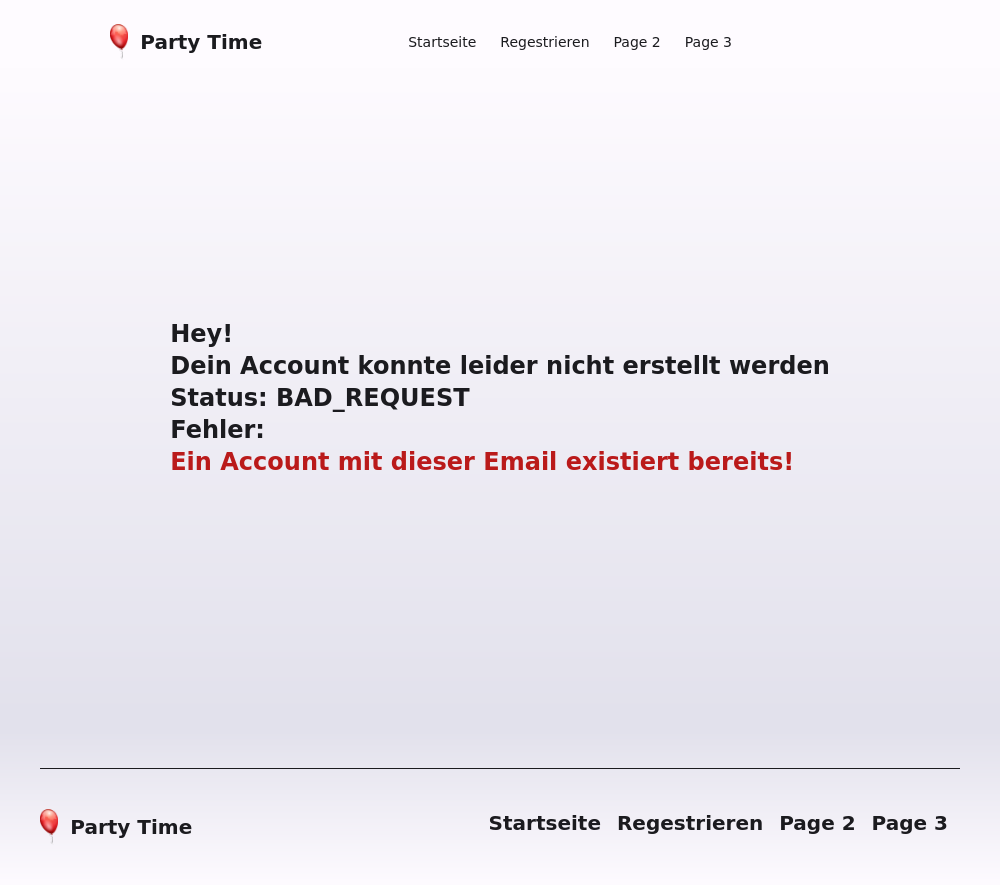 Party Time
Startseite Regestrieren Page 2 Page 3
Hey!
Dein Account konnte leider nicht erstellt werden
Status: BAD_REQUEST
Fehler:
Ein Account mit dieser Email existiert bereits!
Party Time
Startseite Regestrieren Page 2 Page 3